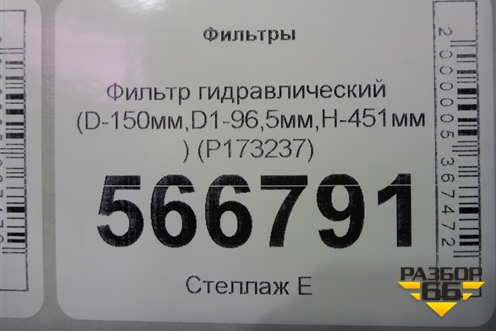 Фильтры
Фильтр гидравлический
(D-150мм,D1-96,5мм,H-451мм
) (P173237)
566791
Стеллаж Е
2000005367472
РАЗБОР
66